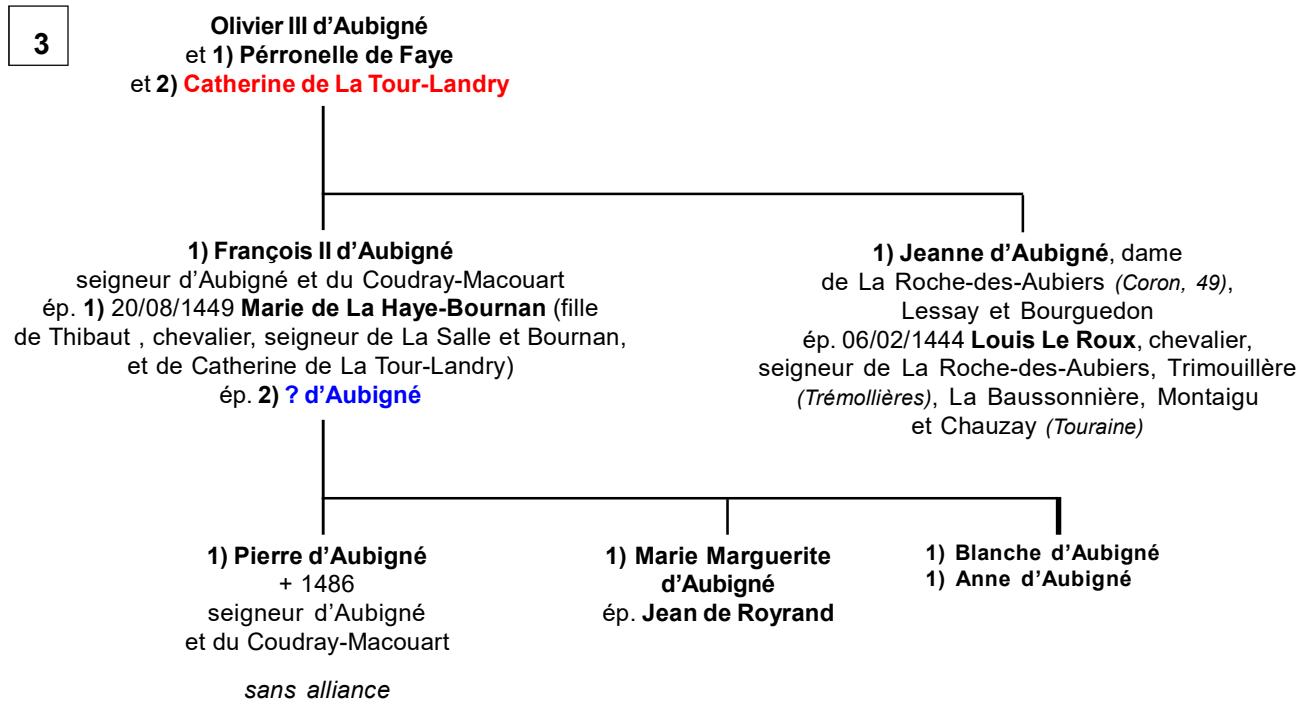 3
Olivier III d’Aubigné
et 1) Pérronelle de Faye
et 2) Catherine de La Tour-Landry
1) François II d’Aubigné
seigneur d’Aubigné et du Coudray-Macouart
ép. 1) 20/08/1449 Marie de La Haye-Bournan (fille
de Thibaut , chevalier, seigneur de La Salle et Bournan,
et de Catherine de La Tour-Landry)
ép. 2) ? d’Aubigné
1) Jeanne d’Aubigné, dame
de La Roche-des-Aubiers (Coron, 49),
Lessay et Bourguedon
ép. 06/02/1444 Louis Le Roux, chevalier,
seigneur de La Roche-des-Aubiers, Trimouillère
(Trémollières), La Baussonnière, Montaigu
et Chauzay (Touraine)
1) Pierre d’Aubigné
+ 1486
seigneur d’Aubigné
et du Coudray-Macouart
sans alliance
1) Marie Marguerite
d’Aubigné
ép. Jean de Royrand
1) Blanche d’Aubigné
1) Anne d’Aubigné